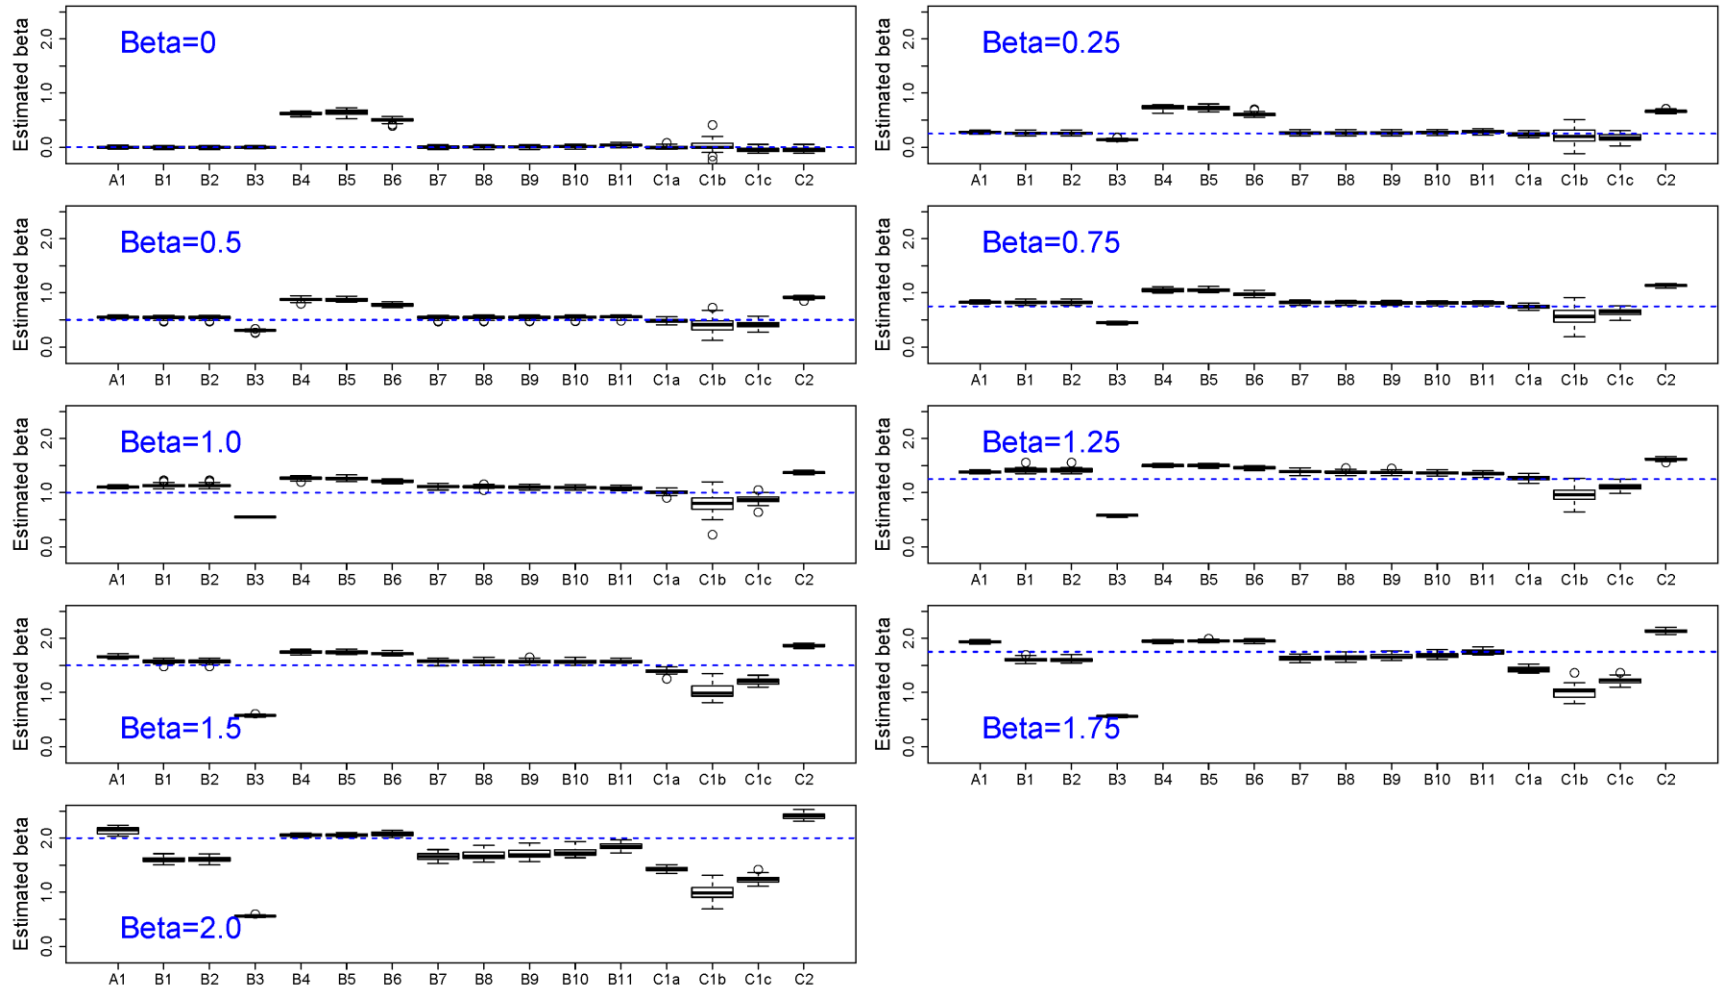 Beta=0
Estimated beta
2.0
1.0
0.0
A1 B1 B2 B3 B4 B5 B6 B7 B8 B9 B10 B11 C1a C1b C1c C2
Beta=0.25
Estimated beta
2.0
1.0
0.0
A1 B1 B2 B3 B4 B5 B6 B7 B8 B9 B10 B11 C1a C1b C1c C2
Beta=0.5
Estimated beta
2.0
1.0
0.0
A1 B1 B2 B3 B4 B5 B6 B7 B8 B9 B10 B11 C1a C1b C1c C2
Beta=0.75
Estimated beta
2.0
1.0
0.0
A1 B1 B2 B3 B4 B5 B6 B7 B8 B9 B10 B11 C1a C1b C1c C2
Beta=1.0
Estimated beta
2.0
1.0
0.0
A1 B1 B2 B3 B4 B5 B6 B7 B8 B9 B10 B11 C1a C1b C1c C2
Beta=1.25
Estimated beta
2.0
1.0
0.0
A1 B1 B2 B3 B4 B5 B6 B7 B8 B9 B10 B11 C1a C1b C1c C2
Estimated beta
2.0
1.0
0.0
Beta=1.5
A1 B1 B2 B3 B4 B5 B6 B7 B8 B9 B10 B11 C1a C1b C1c C2
Estimated beta
2.0
1.0
0.0
Beta=1.75
A1 B1 B2 B3 B4 B5 B6 B7 B8 B9 B10 B11 C1a C1b C1c C2
Estimated beta
2.0
1.0
0.0
Beta=2.0
A1 B1 B2 B3 B4 B5 B6 B7 B8 B9 B10 B11 C1a C1b C1c C2